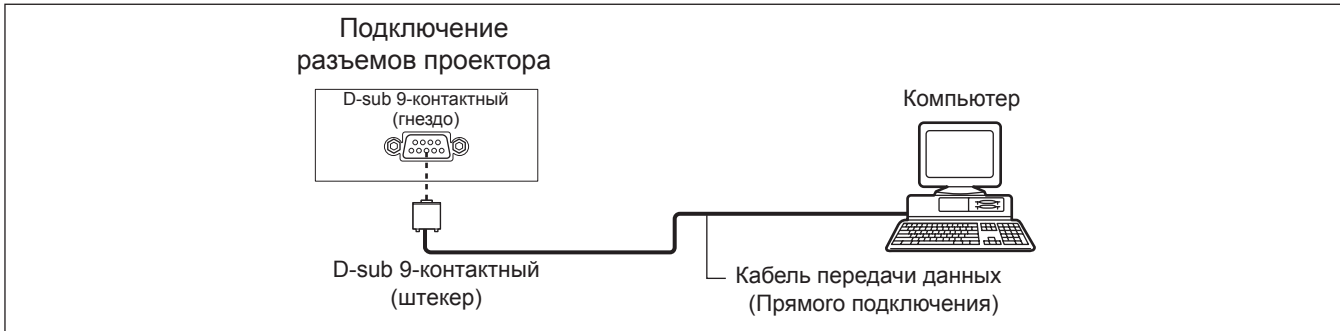 Подключение
разъемов проектора
D-sub 9-контактный
(гнездо)
Компьютер
D-sub 9-контактный
(штекер)
Кабель передачи данных
(Прямого подключения)